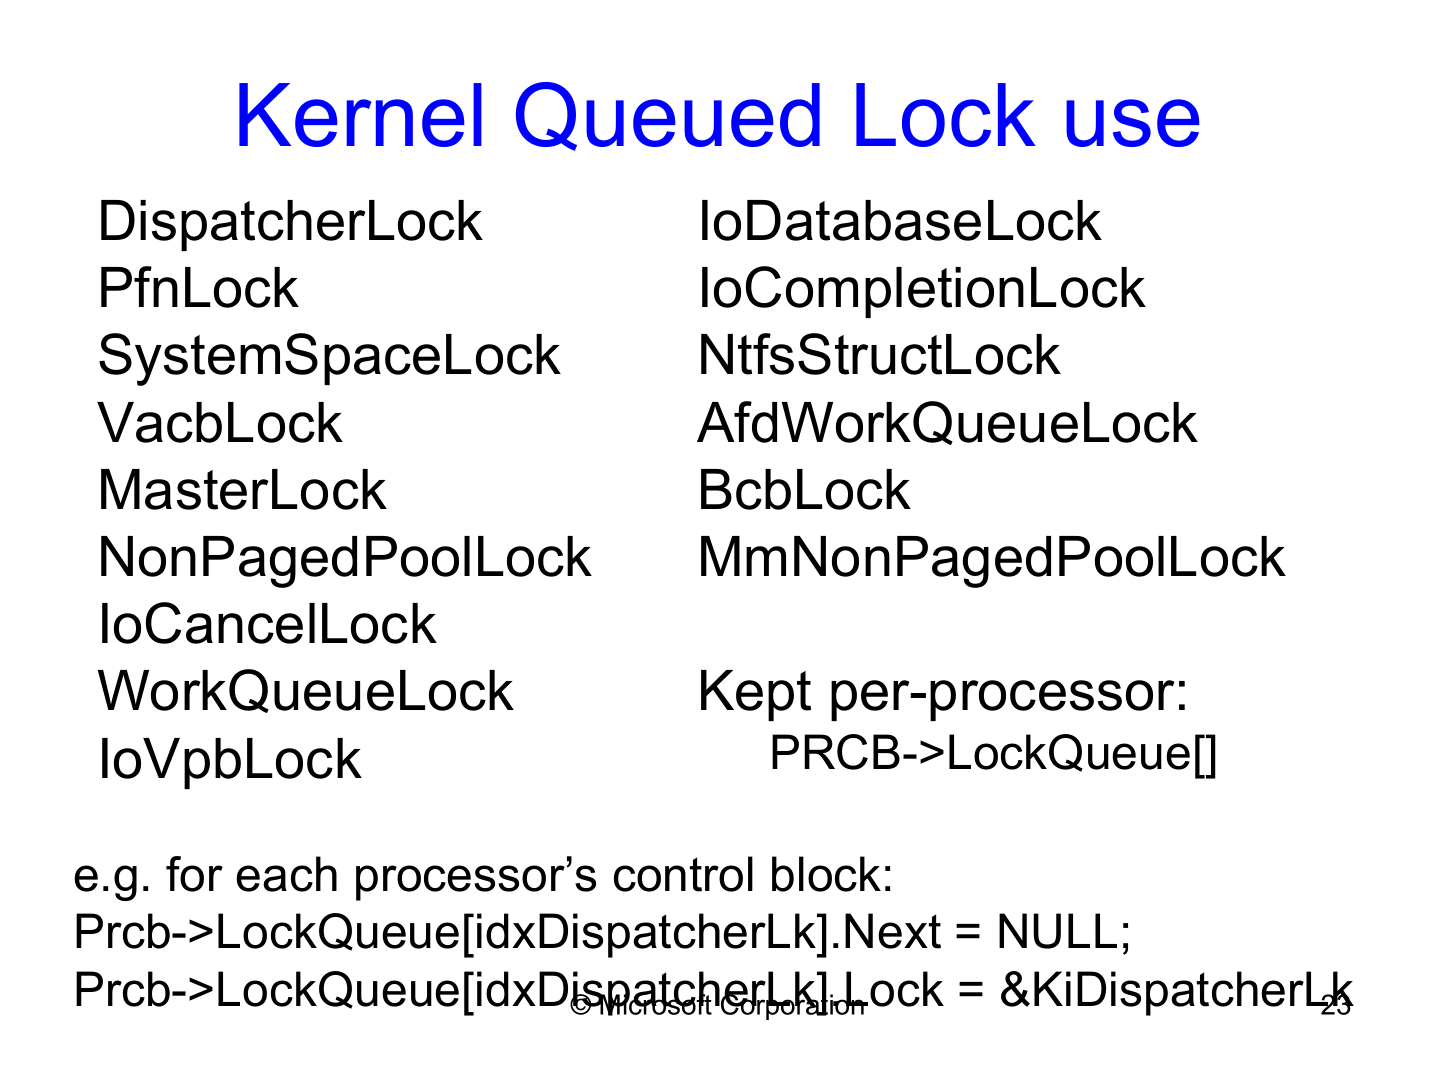 Kernel Queued Lock use
DispatcherLock
PfnLock
SystemSpaceLock
VacbLock
MasterLock
NonPagedPoolLock
IoCancelLock
WorkQueueLock
IoVpbLock
IoDatabaseLock
IoCompletionLock
NtfsStructLock
AfdWorkQueueLock
BcbLock
MmNonPagedPoolLock
Kept per-processor:
PRCB->LockQueue[]
e.g. for each processor’s control block:
Prcb->LockQueue[idxDispatcherLk].Next = NULL;
Prcb->LockQueue[idxDispatcherLk].Lock = &KiDispatcherLk
© Microsoft Corporation
23